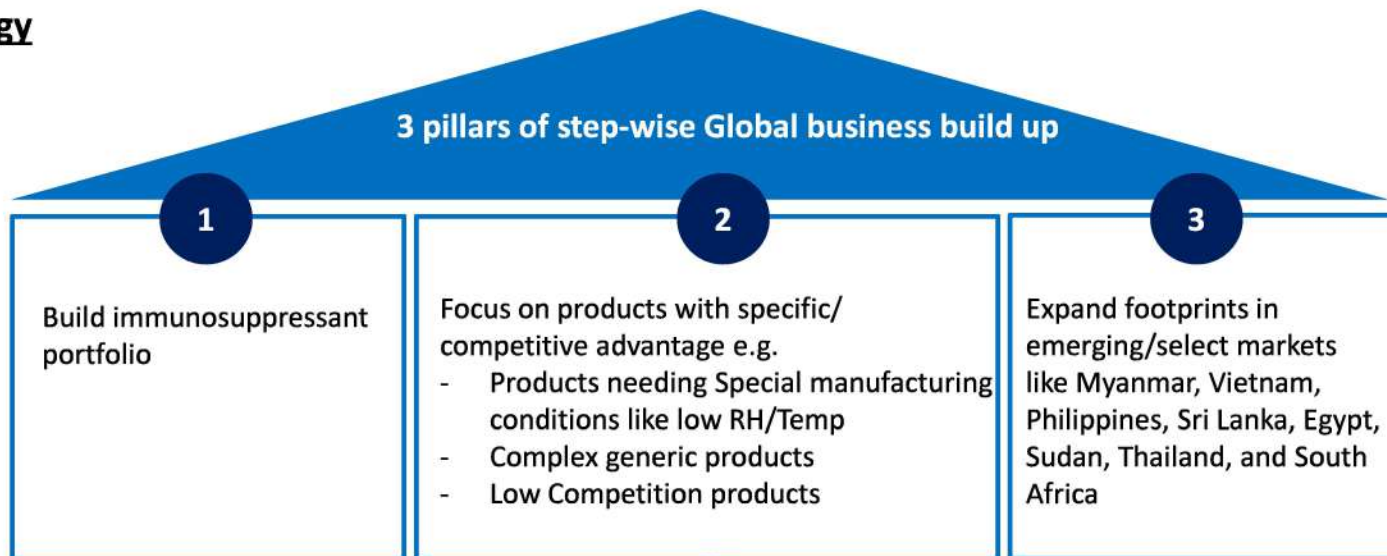 gy
3 pillars of step-wise Global business build up
1
Build immunosuppressant
portfolio
2
Focus on products with specific/
competitive advantage e.g.
- Products needing Special manufacturing
conditions like low RH/Temp
- Complex generic products
- Low Competition products
3
Expand footprints in
emerging/select markets
like Myanmar, Vietnam,
Philippines, Sri Lanka, Egypt,
Sudan, Thailand, and South
Africa